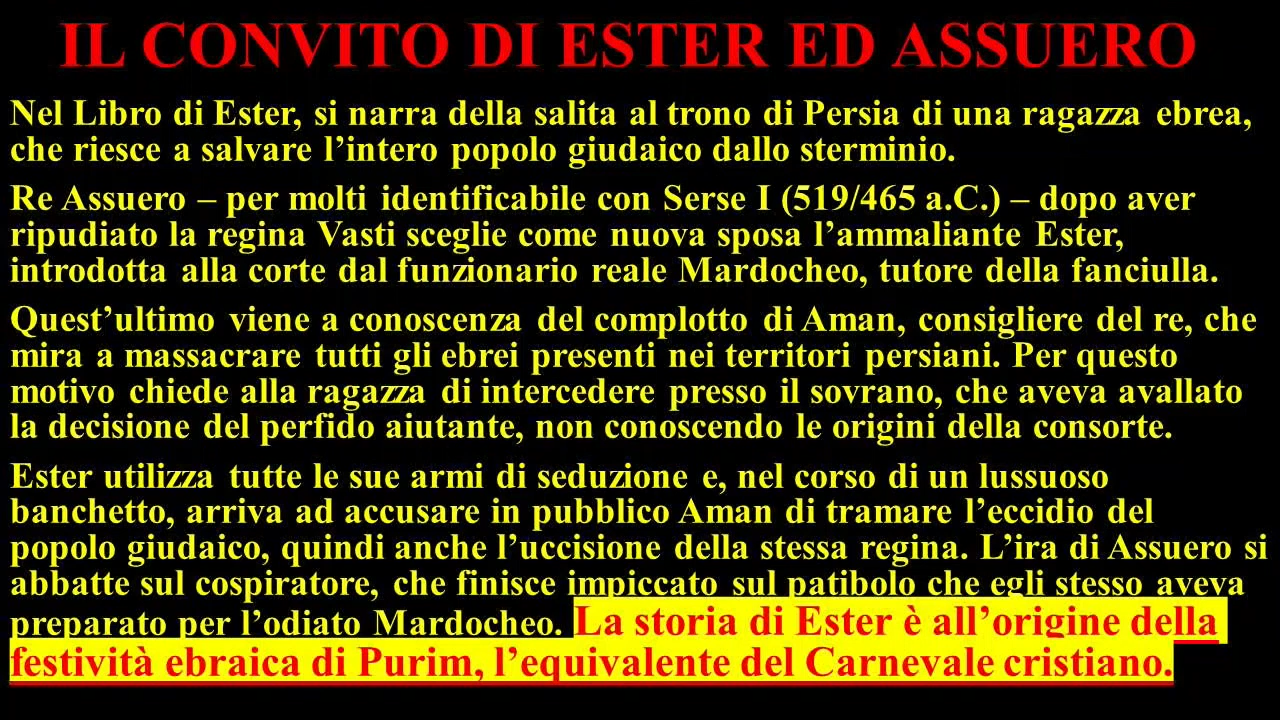 IL CONVITO DI ESTER ED ASSUERO
Nel Libro di Ester, si narra della salita al trono di Persia di una ragazza ebrea,
che riesce a salvare l’intero popolo giudaico dallo sterminio.
Re Assuero – per molti identificabile con Serse I (519/465 a.C.) – dopo aver
ripudiato la regina Vasti sceglie come nuova sposa l’ammaliante Ester,
introdotta alla corte dal funzionario reale Mardocheo, tutore della fanciulla.
Quest’ultimo viene a conoscenza del complotto di Aman, consigliere del re, che
mira a massacrare tutti gli ebrei presenti nei territori persiani. Per questo
motivo chiede alla ragazza di intercedere presso il sovrano, che aveva avallato
la decisione del perfido aiutante, non conoscendo le origini della consorte.
Ester utilizza tutte le sue armi di seduzione e, nel corso di un lussuoso
banchetto, arriva ad accusare in pubblico Aman di tramare l’eccidio del
popolo giudaico, quindi anche l’uccisione della stessa regina. L’ira di Assuero si
abbatte sul cospiratore, che finisce impiccato sul patibolo che egli stesso aveva
preparato per l’odiato Mardocheo. La storia di Ester è all’origine della
festività ebraica di Purim, l’equivalente del Carnevale cristiano.